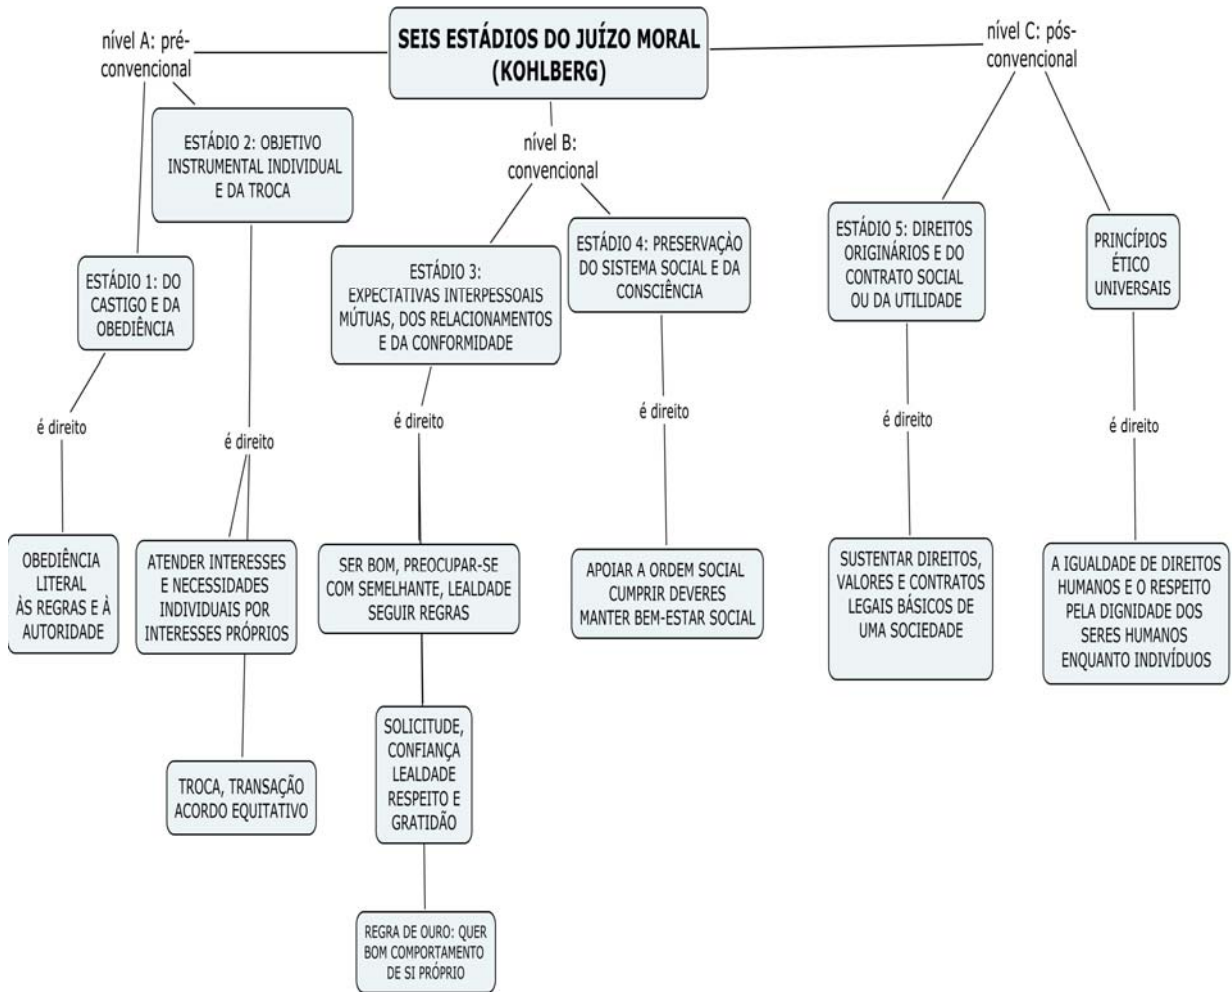 SEIS ESTÁDIOS DO JUÍZO MORAL
(KOHLBERG)
nível A: pré-
convencional
ESTÁDIO 1: DO
CASTIGO E DA
OBEDIÊNCIA
é direito
OBEDIÊNCIA
LITERAL
ÀS REGRAS E À
AUTORIDADE
ESTÁDIO 2: OBJETIVO
INSTRUMENTAL INDIVIDUAL
E DA TROCA
é direito
ATENDER INTERESSES
E NECESSIDADES
INDIVIDUAIS POR
INTERESSES PRÓPRIOS
TROCA, TRANSAÇÃO
ACORDO EQUITATIVO
nível B:
convencional
ESTÁDIO 3:
EXPECTATIVAS INTERPESSOAIS
MÚTUAS, DOS RELACIONAMENTOS
E DA CONFORMIDADE
é direito
SER BOM, PREOCUPAR-SE
COM SEMELHANTE, LEALDADE
SEGUIR REGRAS
SOLICITUDE,
CONFIANÇA
LEALDADE
RESPEITO E
GRATIDÃO
REGRA DE OURO: QUER
BOM COMPORTAMENTO
DE SI PRÓPRIO
ESTÁDIO 4: PRESERVAÇÀO
DO SISTEMA SOCIAL E DA
CONSCIÊNCIA
é direito
APOIAR A ORDEM SOCIAL
CUMPRIR DEVERES
MANTER BEM-ESTAR SOCIAL
nível C: pós-
convencional
ESTÁDIO 5: DIREITOS
ORIGINÁRIOS E DO
CONTRATO SOCIAL
OU DA UTILIDADE
é direito
SUSTENTAR DIREITOS,
VALORES E CONTRATOS
LEGAIS BÁSICOS DE
UMA SOCIEDADE
PRINCÍPIOS
ÉTICO
UNIVERSAIS
é direito
A IGUALDADE DE DIREITOS
HUMANOS E O RESPEITO
PELA DIGNIDADE DOS
SERES HUMANOS
ENQUANTO INDIVÍDUOS